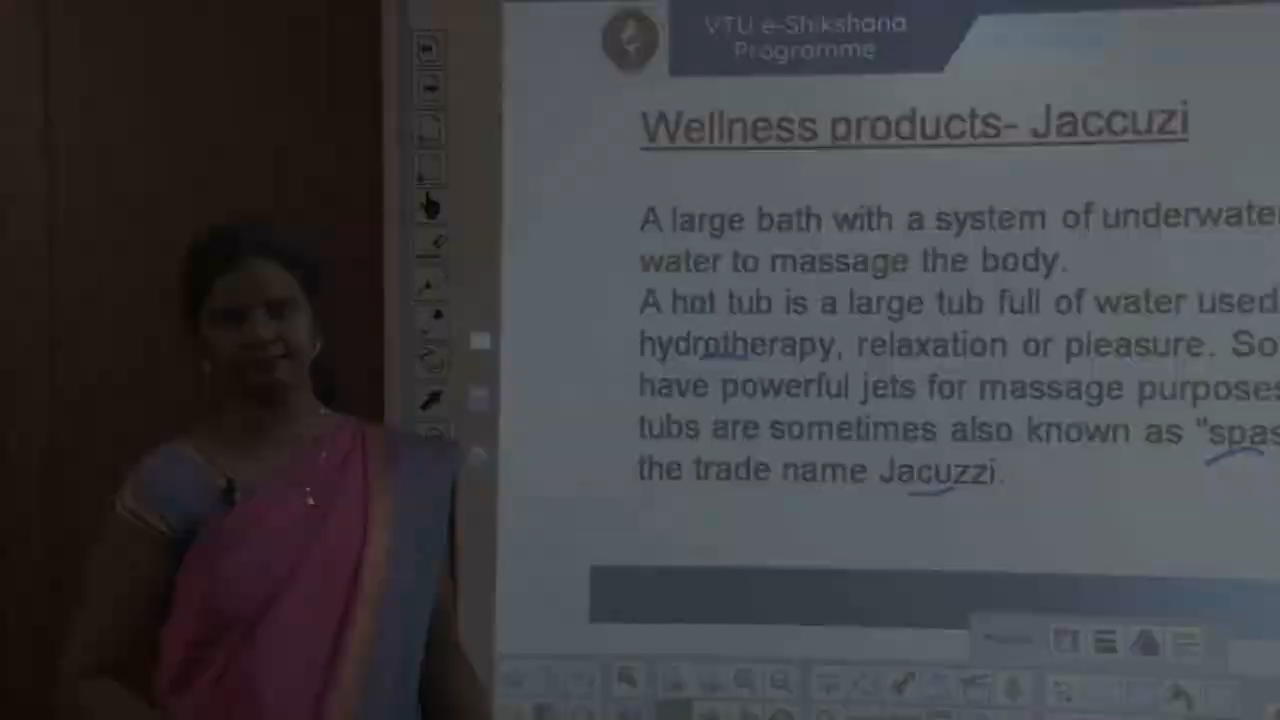 VTU e-Shikshana
Programme
Wellness products- Jaccuzi
A large bath with a system of underwate
water to massage the body.
A hot tub is a large tub full of water used
hydrotherapy, relaxation or pleasure. So
have powerful jets for massage purposes
tubs are sometimes also known as "spas
the trade name Jacuzzi.